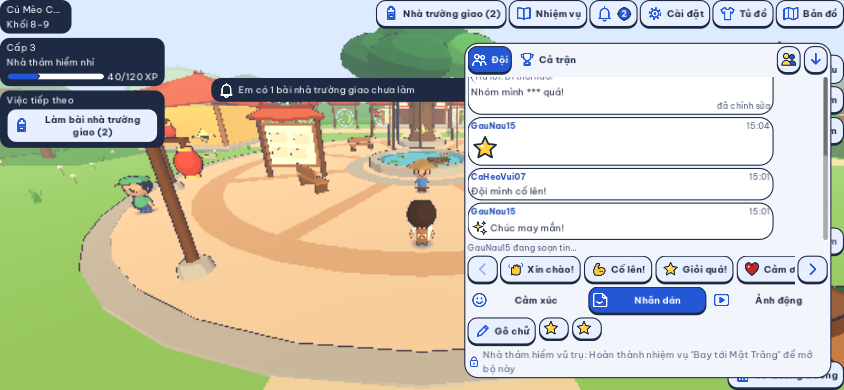 Cú Mèo C...
Khối 8-9
Nhà trường giao (2)
Nhiệm vụ
2
Cài đặt
Tủ đồ
Bản đồ
Cấp 3
Nhà thám hiểm nhí
40/120 XP
Việc tiếp theo
Làm bài nhà trường
giao (2)
Em có 1 bài nhà trường giao chưa làm
Đội
Cả trận
Nhóm mình *** quá!
đã chỉnh sửa
GauNau15
15:04
CaHeoVui07
15:01
Đội mình cố lên!
GauNau15
15:01
Chúc may mắn!
GauNau15 đang soạn tin...
Xin chào!
Cố lên!
Giỏi quá!
Cảm ơ
Cảm xúc
Nhãn dán
Ảnh động
Gõ chữ
Nhà thám hiểm vũ trụ: Hoàn thành nhiệm vụ "Bay tới Mặt Trăng" để mở
bộ này